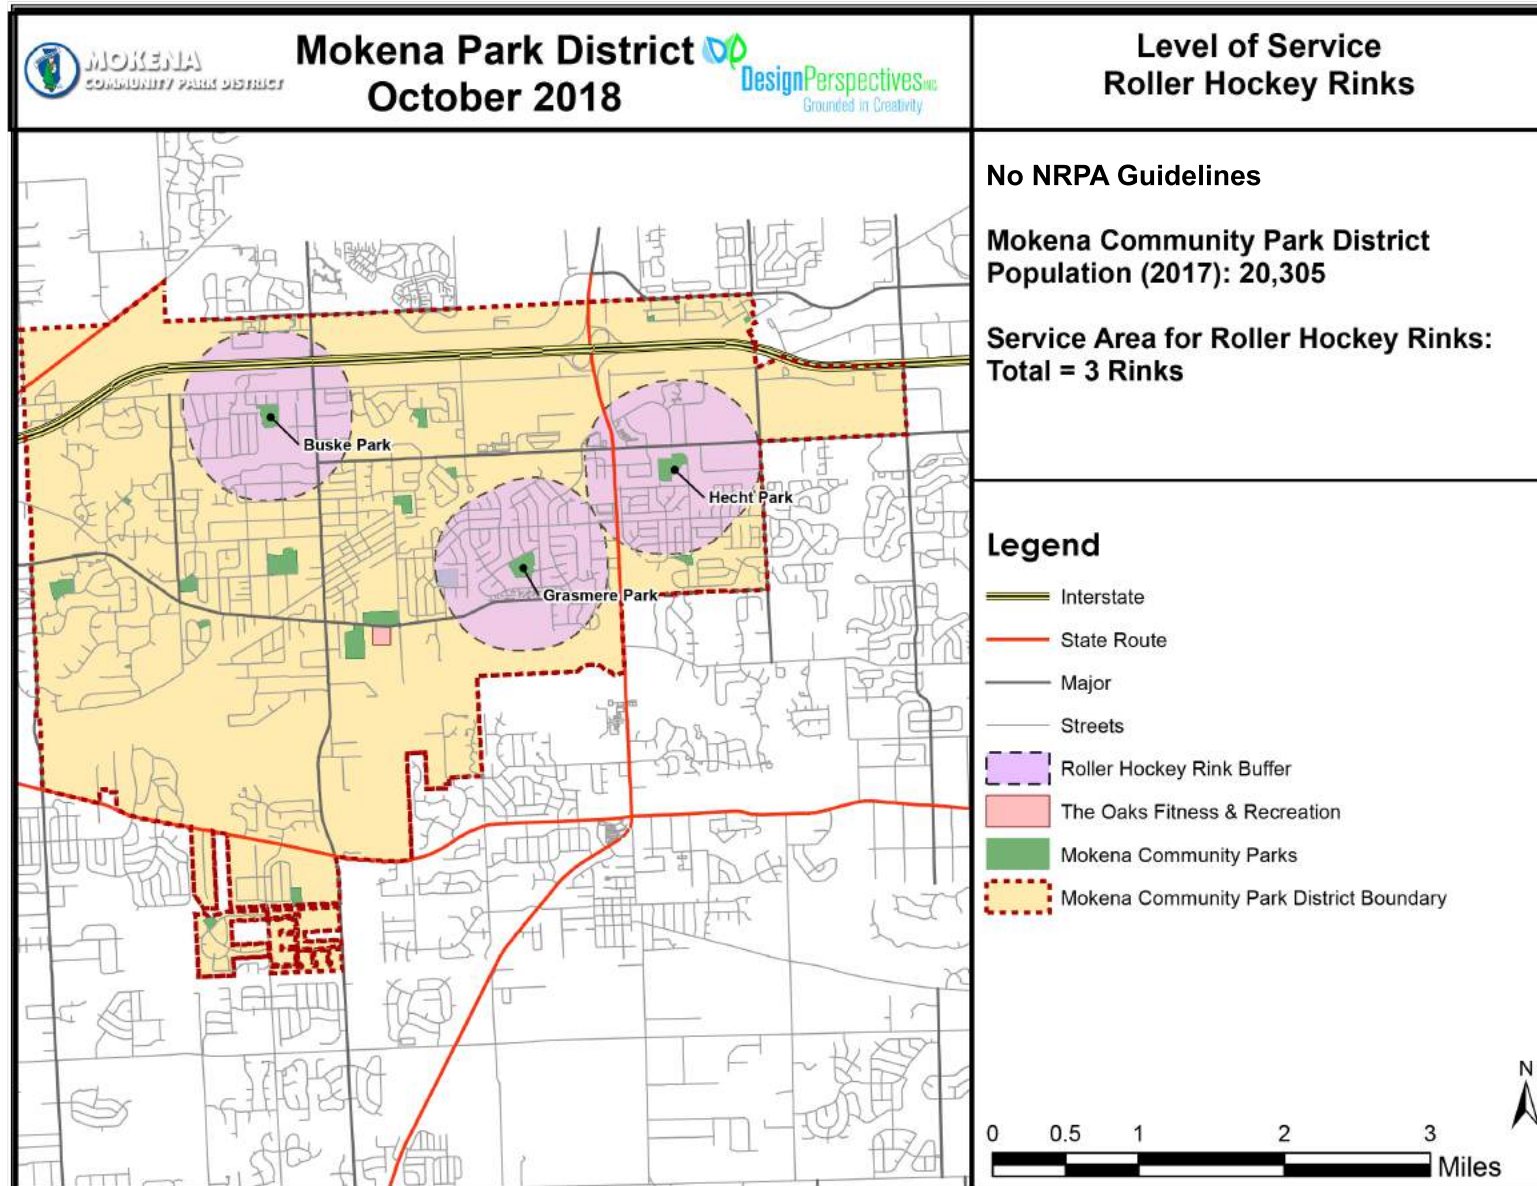 MOKENA
COMMUNITY PARK DISTRICT
Mokena Park District
October 2018
DesignPerspectives INC.
Grounded in Creativity
Level of Service
Roller Hockey Rinks
No NRPA Guidelines
Mokena Community Park District
Population (2017): 20,305
Service Area for Roller Hockey Rinks:
Total = 3 Rinks
Buske Park
Hecht Park
Grasmere Park
Legend
Interstate
State Route
Major
Streets
Roller Hockey Rink Buffer
The Oaks Fitness & Recreation
Mokena Community Parks
Mokena Community Park District Boundary
N
0 0.5 1 2 3
Miles